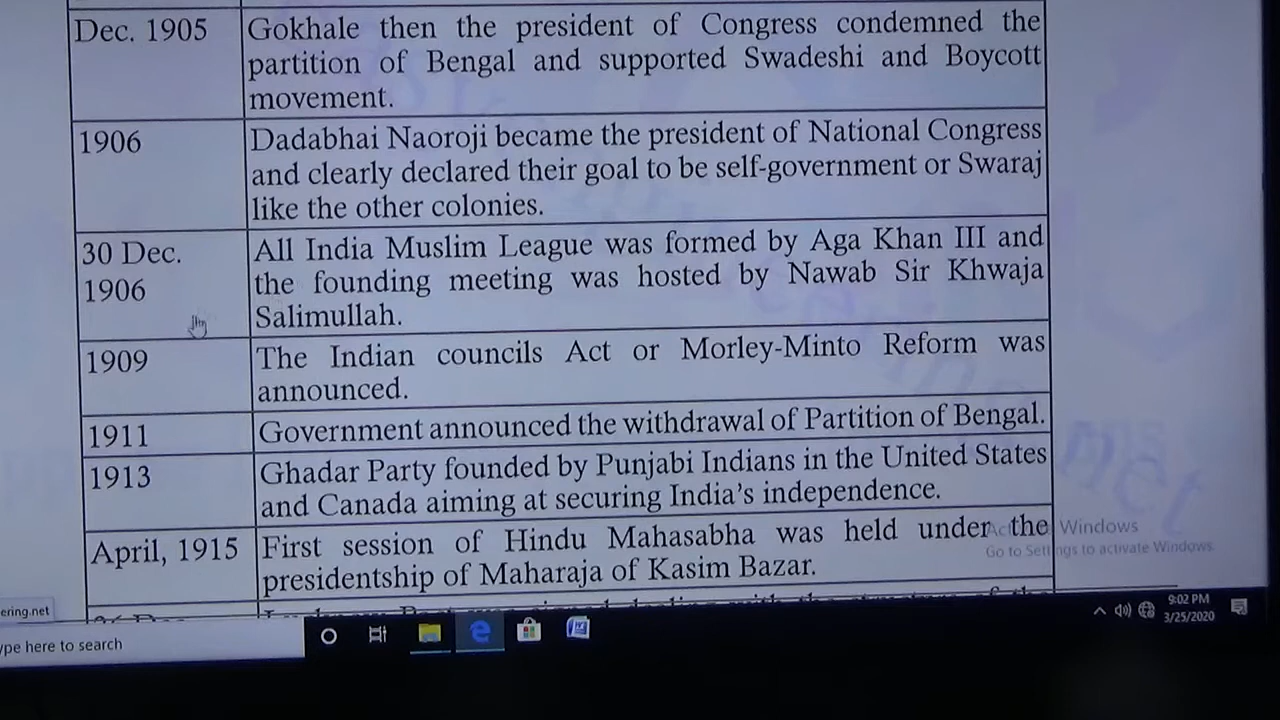 Dec. 1905
Gokhale then the president of Congress condemned the
partition of Bengal and supported Swadeshi and Boycott
movement.
1906
Dadabhai Naoroji became the president of National Congress
and clearly declared their goal to be self-government or Swaraj
like the other colonies.
30 Dec.
1906
All India Muslim League was formed by Aga Khan III and
the founding meeting was hosted by Nawab Sir Khwaja
Salimullah.
1909
The Indian councils Act or Morley-Minto Reform was
announced.
1911
Government announced the withdrawal of Partition of Bengal.
1913
Ghadar Party founded by Punjabi Indians in the United States
and Canada aiming at securing India's independence.
April, 1915
First session of Hindu Mahasabha was held under the
presidentship of Maharaja of Kasim Bazar.
Windows
Go to Settings to activate Windows.
ering.net
ype here to search
9:02 PM
3/25/2020